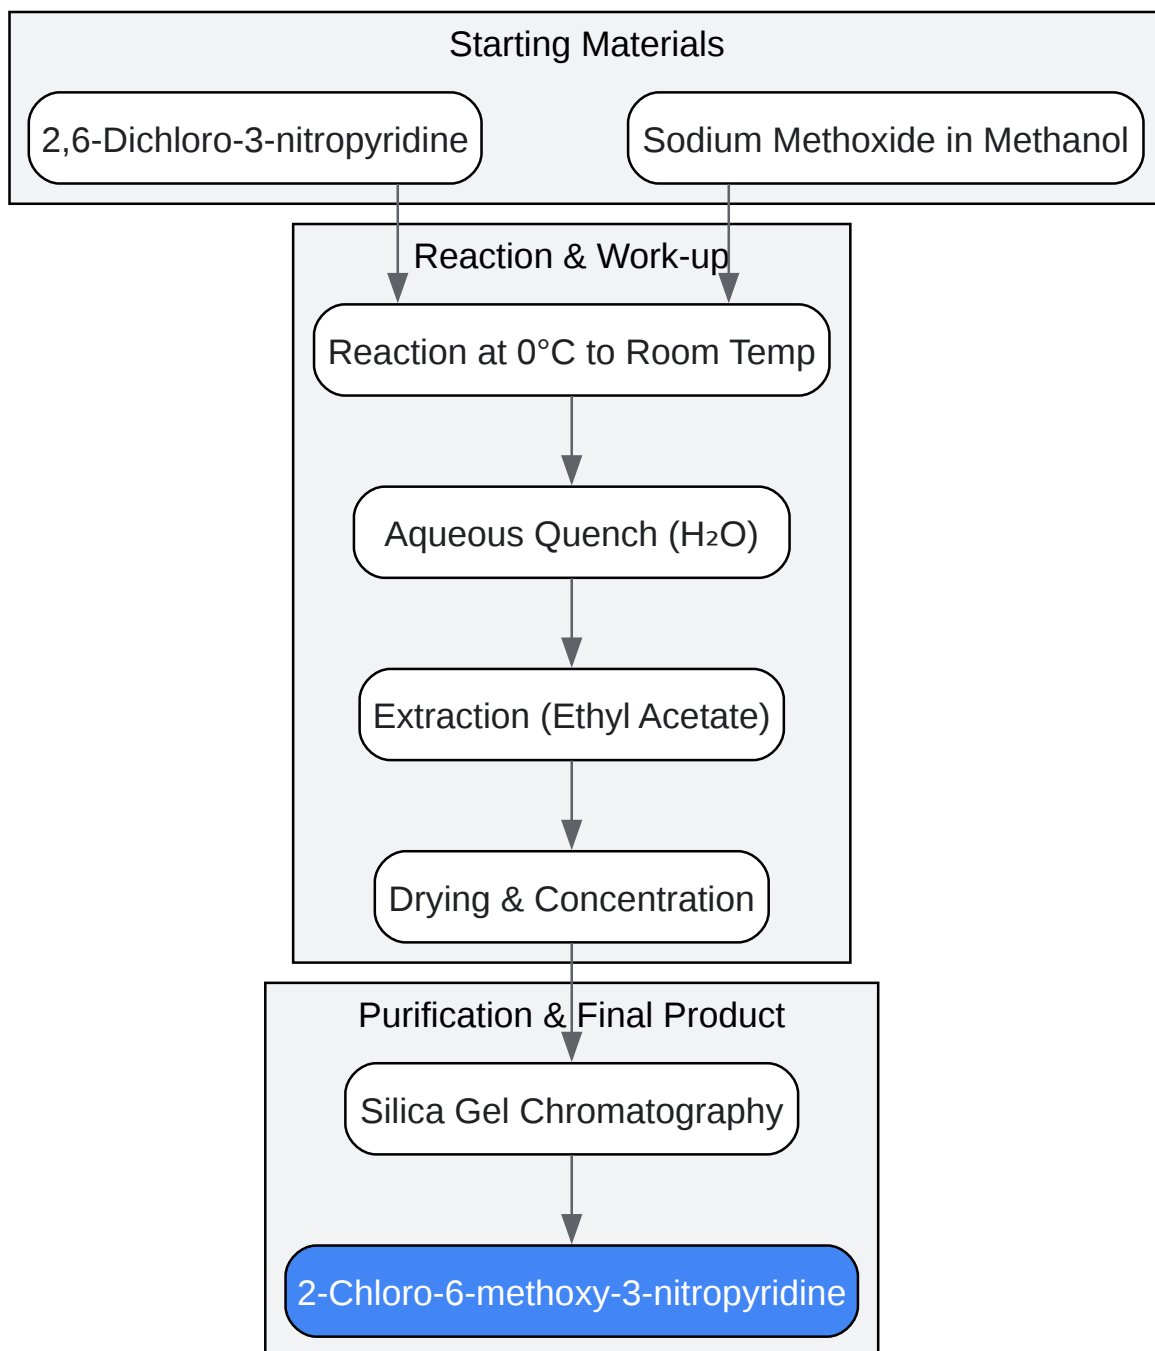 Starting Materials
2,6-Dichloro-3-nitropyridine
Sodium Methoxide in Methanol
Reaction & Work-up
Reaction at 0°C to Room Temp
Aqueous Quench (H₂O)
Extraction (Ethyl Acetate)
Drying & Concentration
Purification & Final Product
Silica Gel Chromatography
2-Chloro-6-methoxy-3-nitropyridine